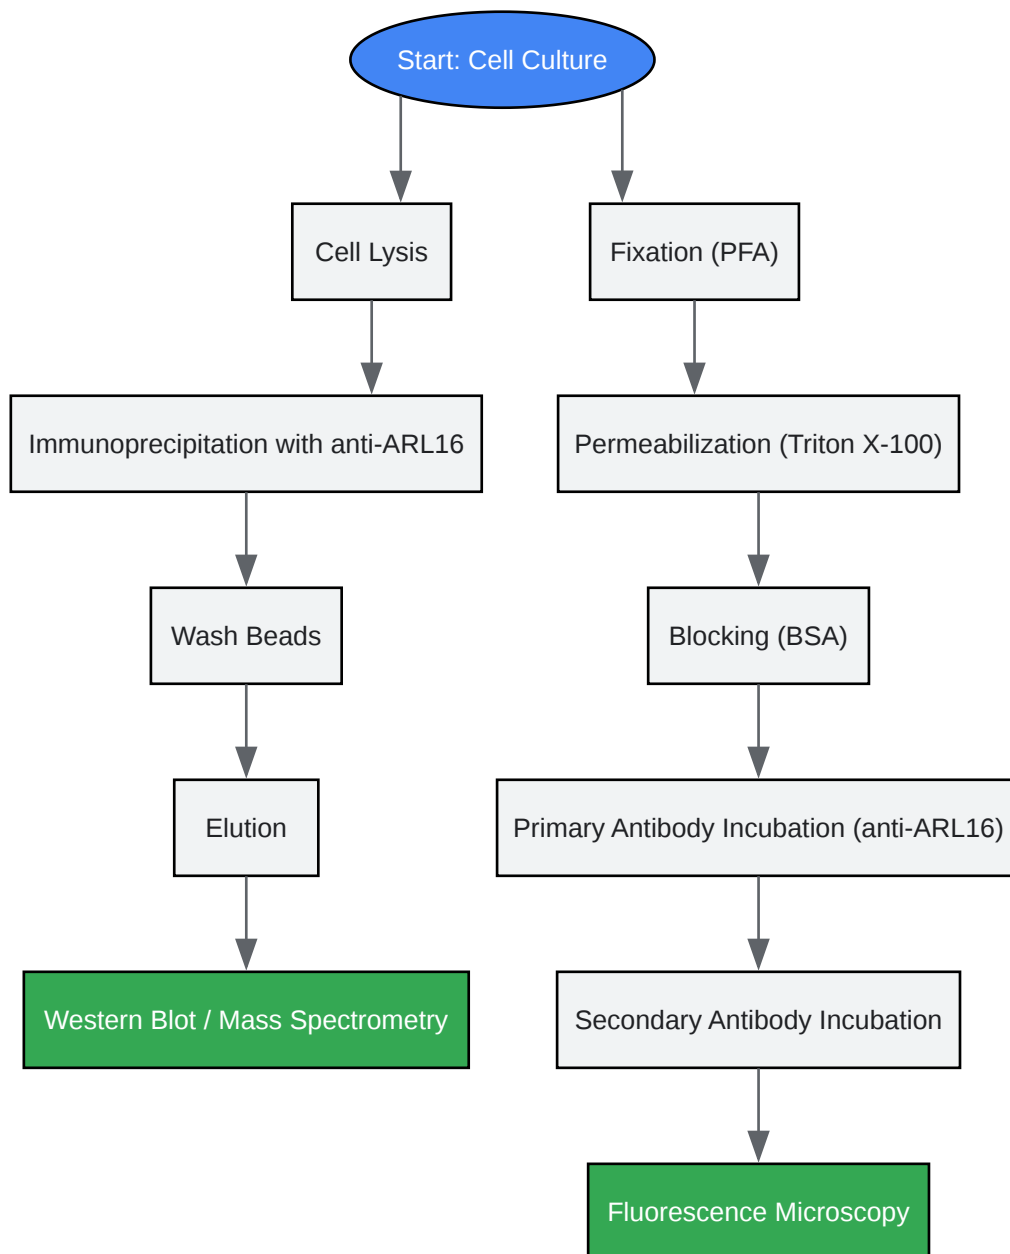 Start: Cell Culture
Cell Lysis
Fixation (PFA)
Immunoprecipitation with anti-ARL16
Permeabilization (Triton X-100)
Wash Beads
Blocking (BSA)
Elution
Primary Antibody Incubation (anti-ARL16)
Western Blot / Mass Spectrometry
Secondary Antibody Incubation
Fluorescence Microscopy